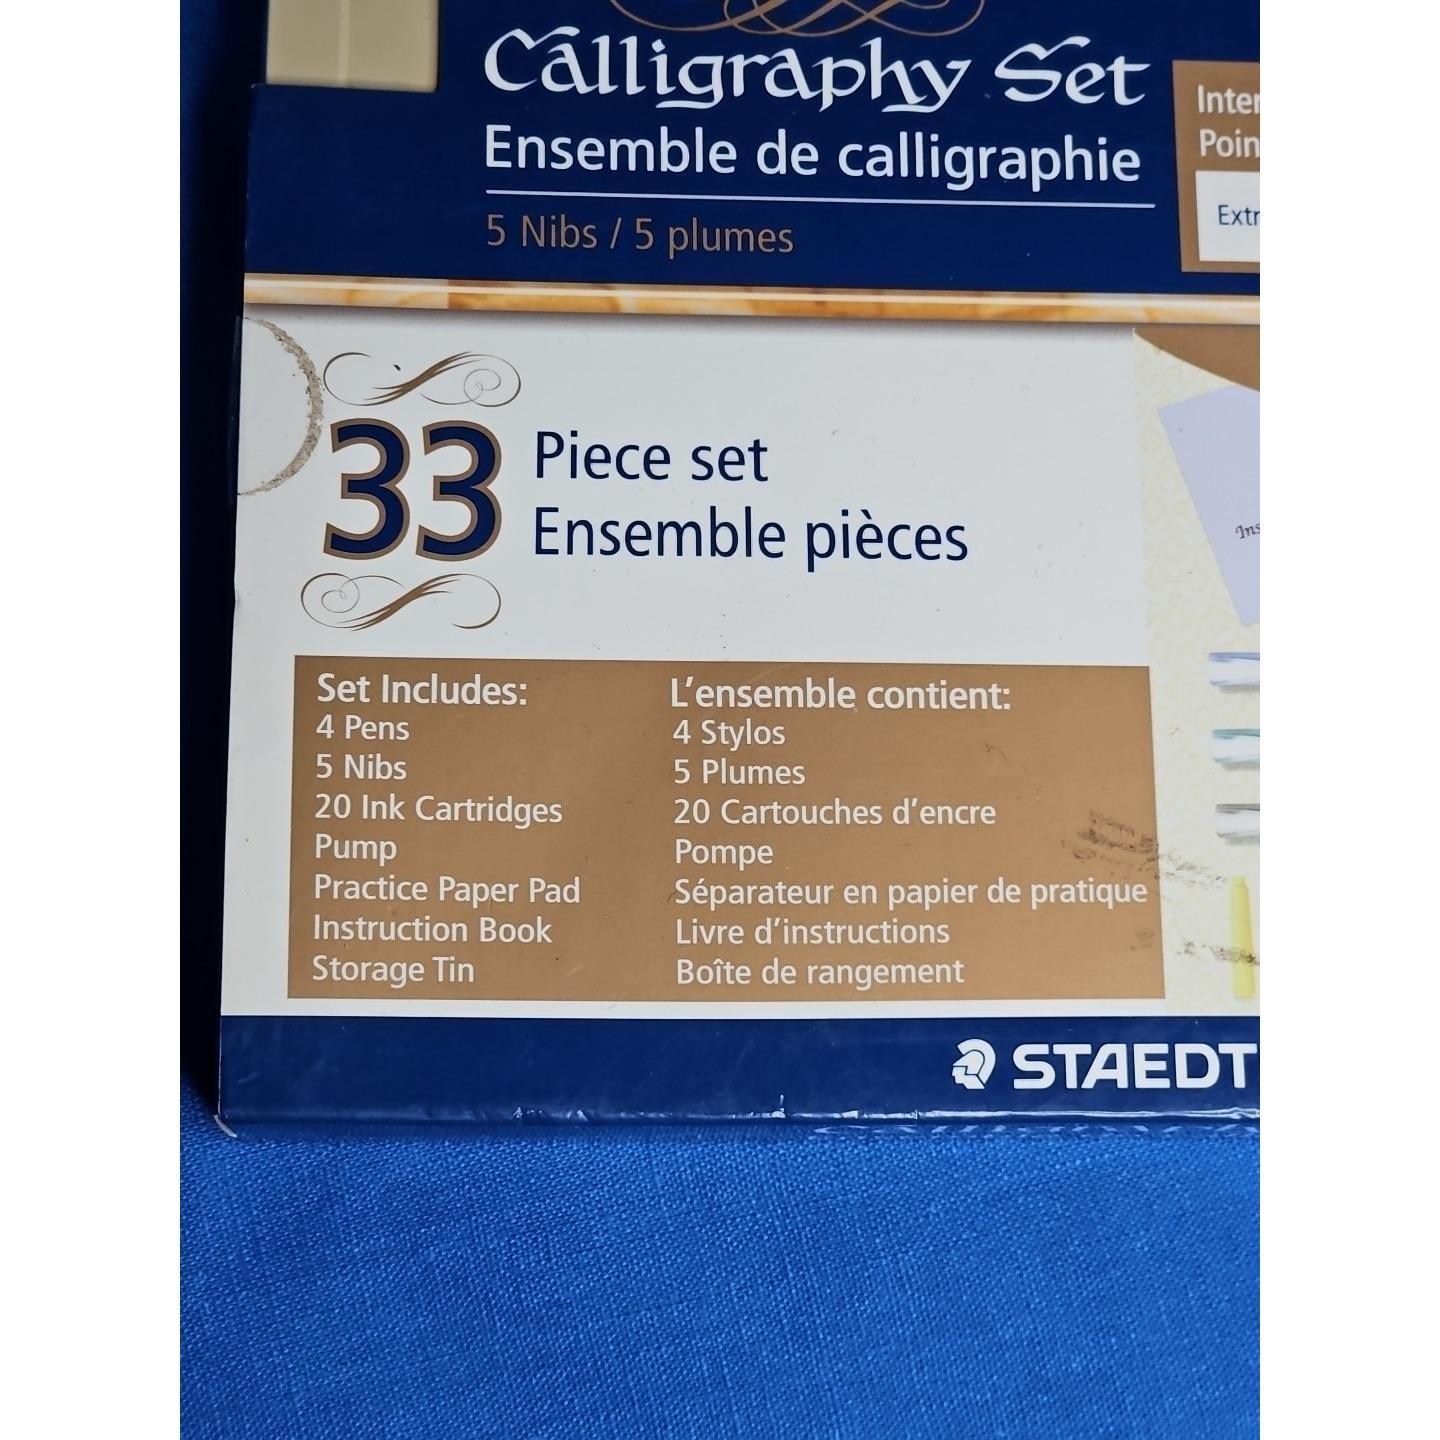 Calligraphy Set
Ensemble de calligraphie
5 Nibs / 5 plumes
33
Piece set
Ensemble pièces
Set Includes:
4 Pens
5 Nibs
20 Ink Cartridges
Pump
Practice Paper Pad
Instruction Book
Storage Tin
L'ensemble contient:
4 Stylos
5 Plumes
20 Cartouches d'encre
Pompe
Séparateur en papier de pratique
Livre d'instructions
Boîte de rangement
STAEDT